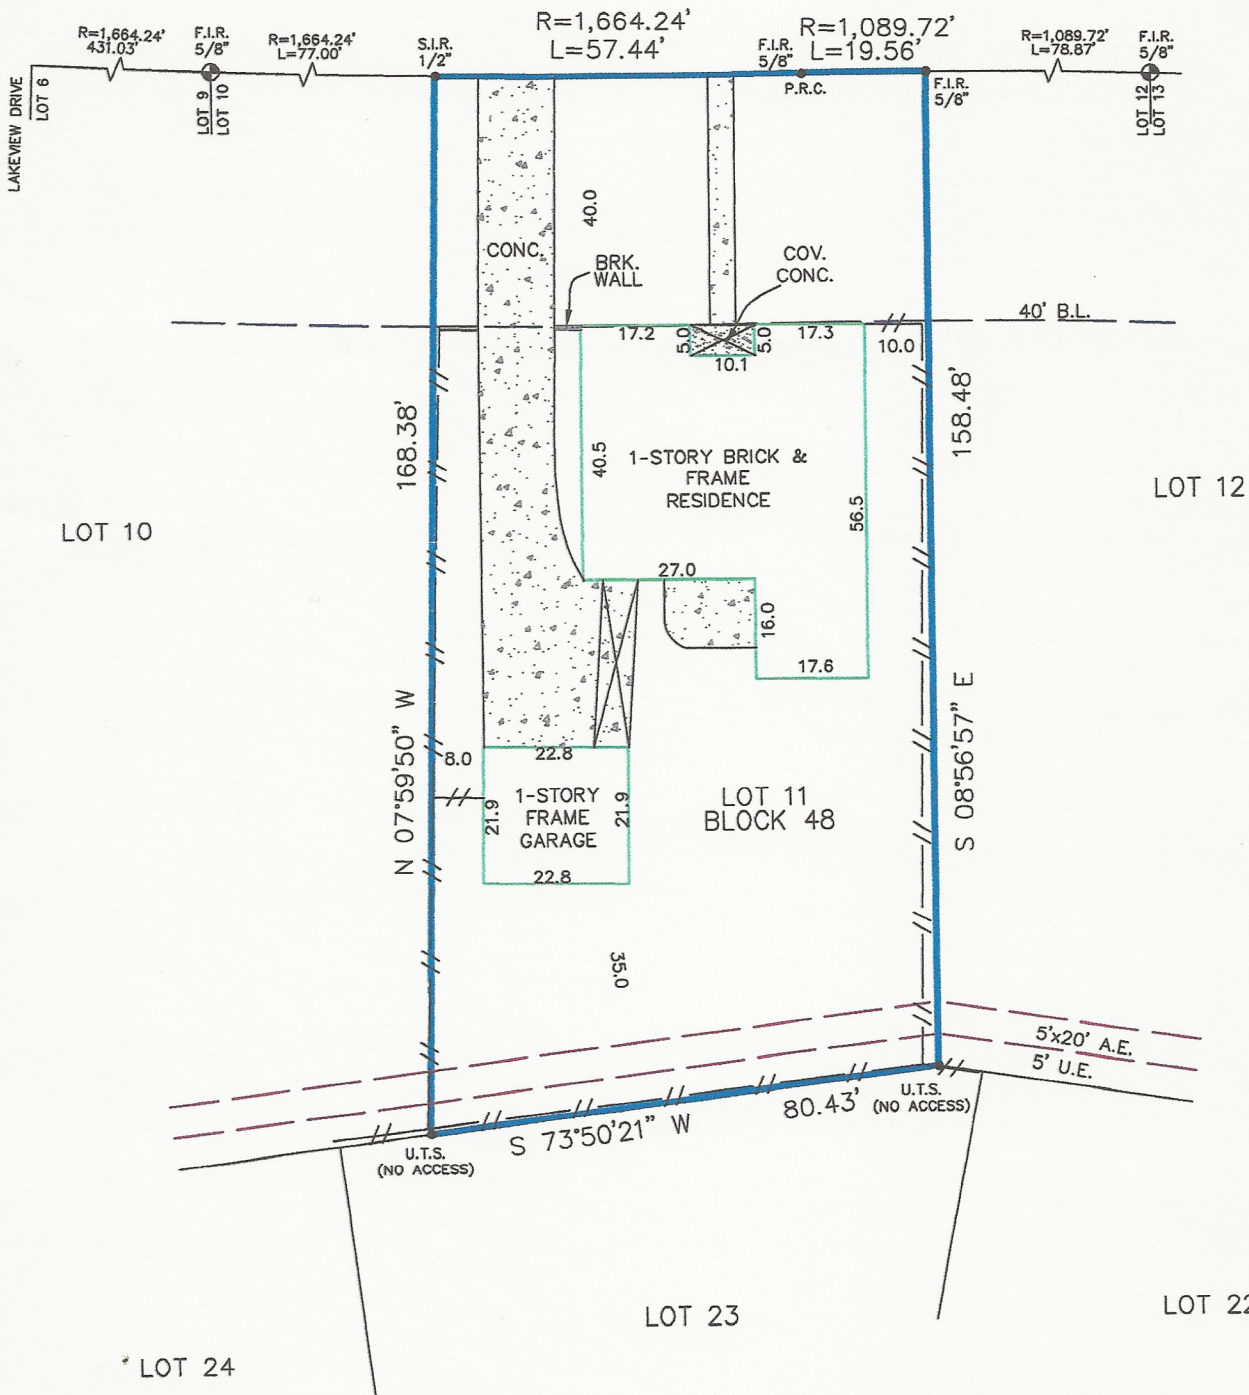 R=1,664.24'
431.03'
F.I.R.
5/8"
R=1,664.24'
L=77.00'
S.I.R.
1/2"
R=1,664.24'
L=57.44'
F.I.R.
5/8"
P.R.C.
R=1,089.72'
L=19.56'
F.I.R.
5/8"
R=1,089.72'
L=78.87'
F.I.R.
5/8"
LAKEVIEW DRIVE
LOT 6
LOT 9
LOT 10
LOT 12
LOT 13
40.0
CONC.
BRK.
WALL
COV.
CONC.
40' B.L.
17.2
5.0
5.0
17.3
10.1
10.0
168.38'
158.48'
40.5
1-STORY BRICK &
FRAME
RESIDENCE
56.5
LOT 10
LOT 12
27.0
16.0
17.6
N 07°59'50" W
S 08°56'57" E
8.0
22.8
21.9
1-STORY
FRAME
GARAGE
21.9
22.8
LOT 11
BLOCK 48
35.0
5'x20' A.E.
5' U.E.
80.43'
U.T.S.
(NO ACCESS)
S 73°50'21" W
U.T.S.
(NO ACCESS)
LOT 23
LOT 22
LOT 24